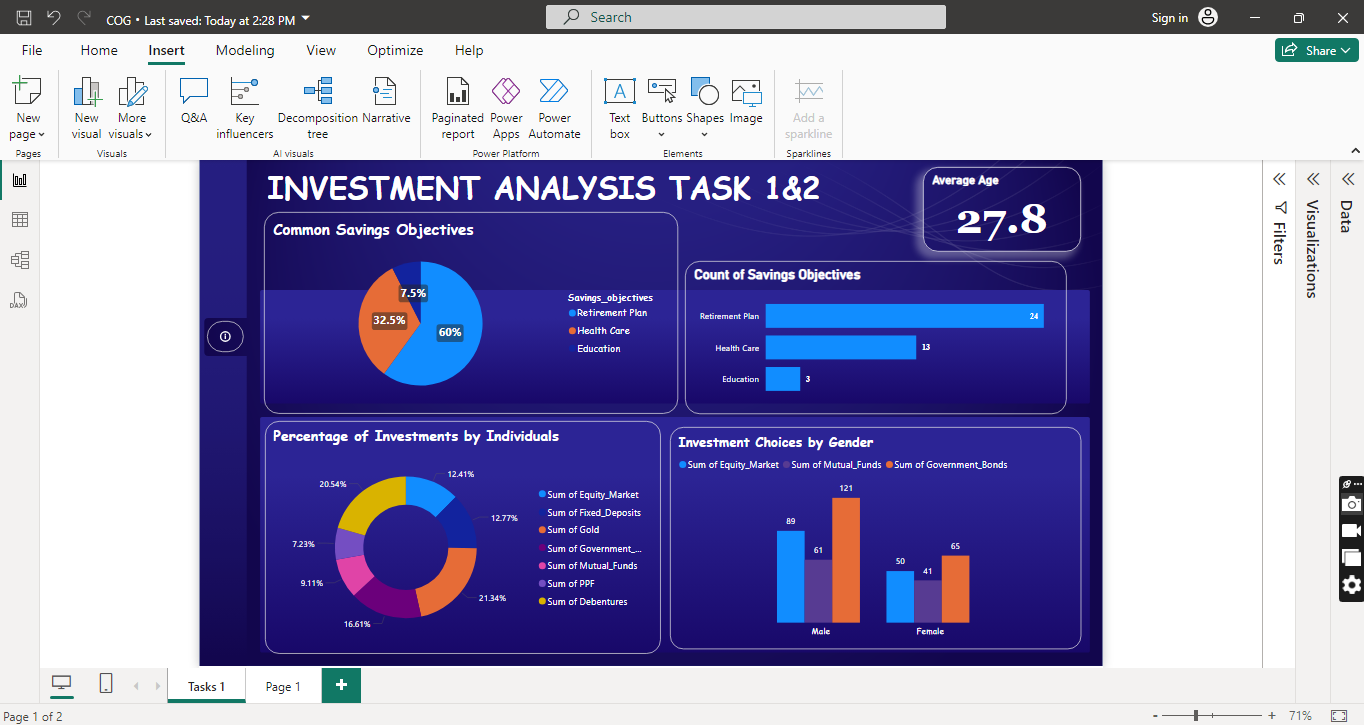 COG • Last saved: Today at 2:28 PM
Search
Sign in
File Home Insert Modeling View Optimize Help
Share
New page
New visual
More visuals
Q&A
Key influencers
Decomposition tree
Narrative
Paginated report
Power Apps
Power Automate
Text box
Buttons
Shapes
Image
Add a sparkline
Pages
Visuals
AI visuals
Power Platform
Elements
Sparklines
INVESTMENT ANALYSIS TASK 1&2
Average Age
27.8
Common Savings Objectives
7.5%
32.5%
60%
Savings_objectives
Retirement Plan
Health Care
Education
Count of Savings Objectives
Retirement Plan 24
Health Care 13
Education 3
Percentage of Investments by Individuals
12.41%
12.77%
21.34%
16.61%
9.11%
7.23%
20.54%
Sum of Equity_Market
Sum of Fixed_Deposits
Sum of Gold
Sum of Government_...
Sum of Mutual_Funds
Sum of PPF
Sum of Debentures
Investment Choices by Gender
Sum of Equity_Market Sum of Mutual_Funds Sum of Government_Bonds
89
61
121
50
41
65
Male
Female
Filters
Visualizations
Data
DAX
Tasks 1
Page 1
Page 1 of 2
71%